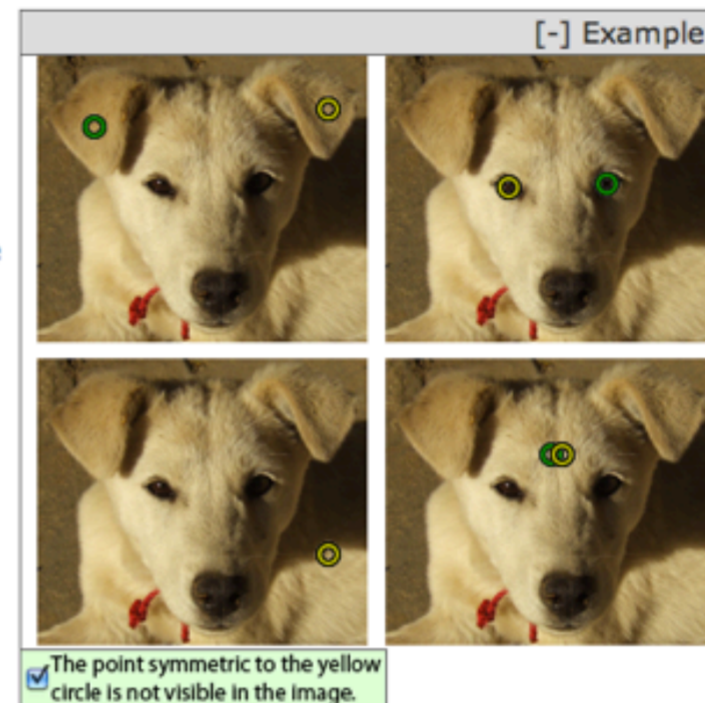 [-] Example
The point symmetric to the yellow
circle is not visible in the image.